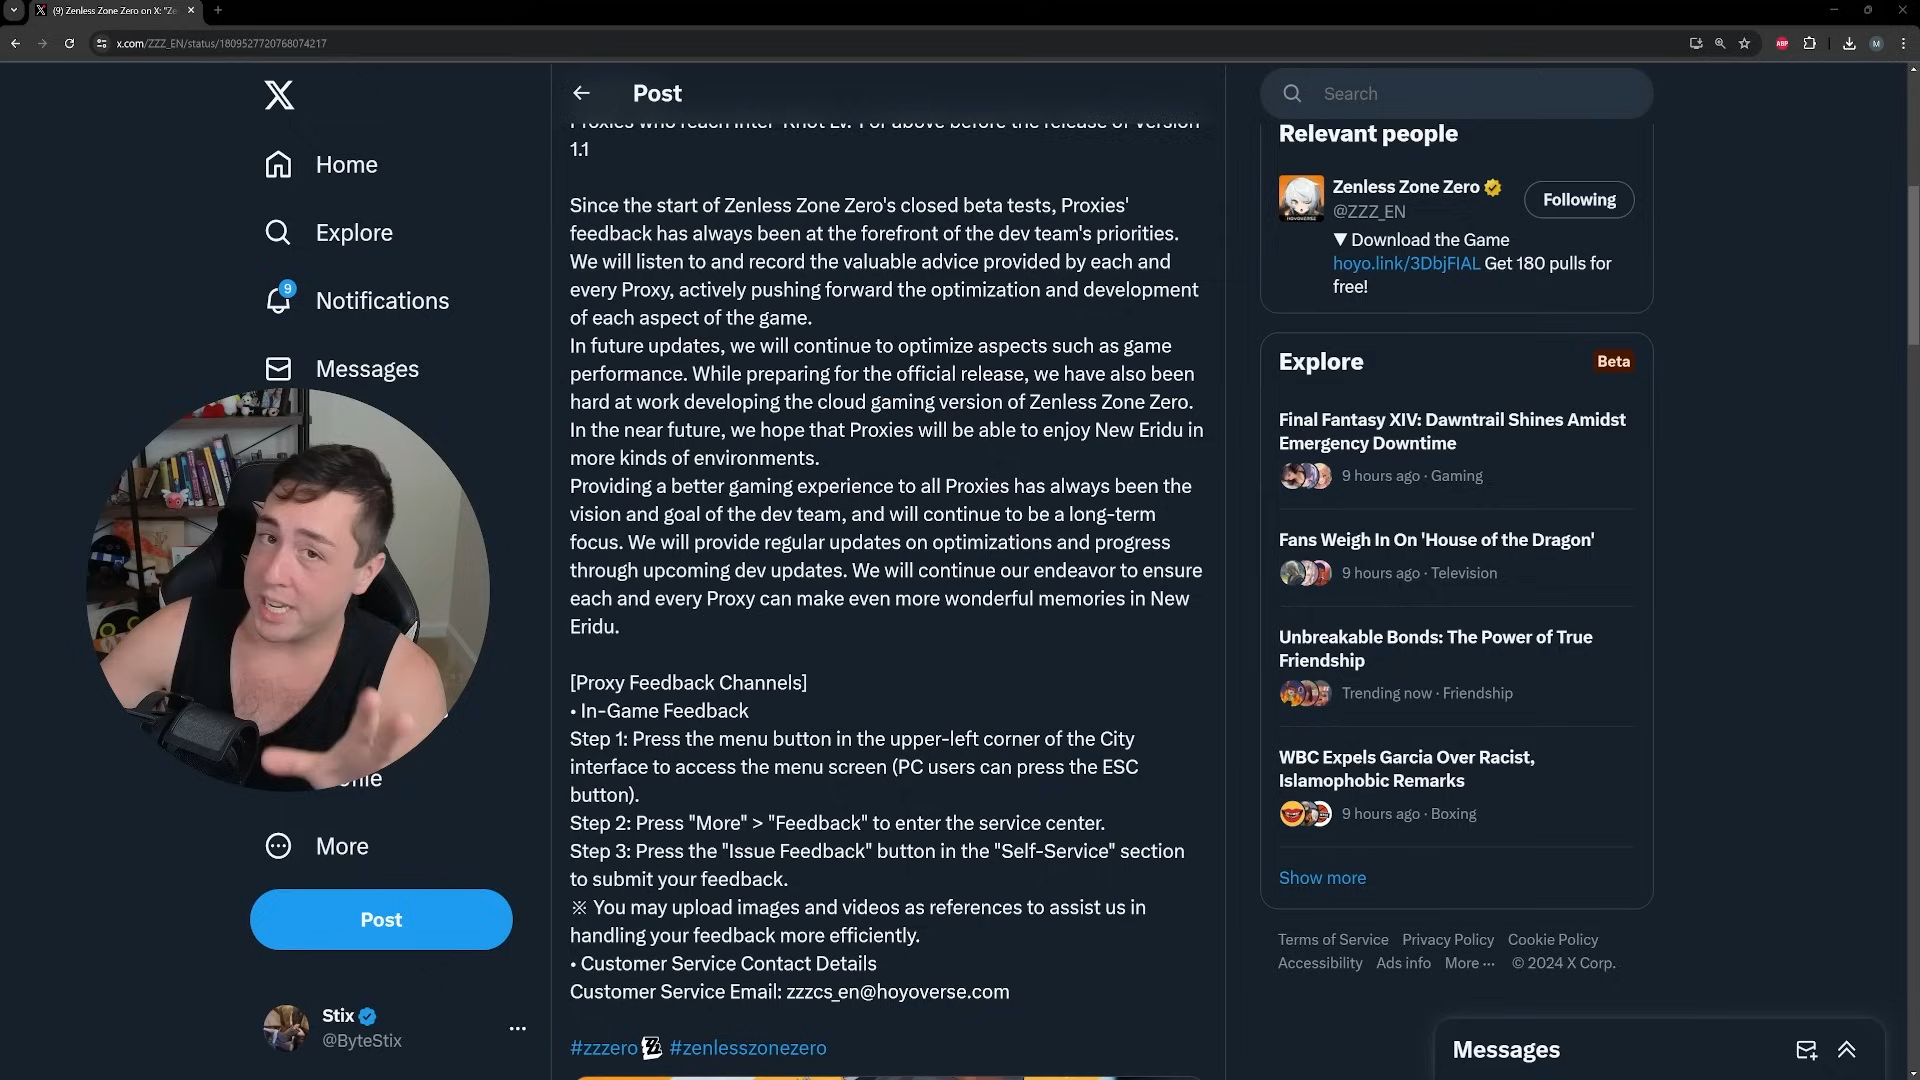 (9) Zenless Zone Zero on X: "Ze
x.com/ZZZ_EN/status/1809527720768074217
ABP
M
Home
Explore
9
Notifications
Messages
More
Post
Stix
@ByteStix
Post
1.1
Since the start of Zenless Zone Zero's closed beta tests, Proxies'
feedback has always been at the forefront of the dev team's priorities.
We will listen to and record the valuable advice provided by each and
every Proxy, actively pushing forward the optimization and development
of each aspect of the game.
In future updates, we will continue to optimize aspects such as game
performance. While preparing for the official release, we have also been
hard at work developing the cloud gaming version of Zenless Zone Zero.
In the near future, we hope that Proxies will be able to enjoy New Eridu in
more kinds of environments.
Providing a better gaming experience to all Proxies has always been the
vision and goal of the dev team, and will continue to be a long-term
focus. We will provide regular updates on optimizations and progress
through upcoming dev updates. We will continue our endeavor to ensure
each and every Proxy can make even more wonderful memories in New
Eridu.
[Proxy Feedback Channels]
• In-Game Feedback
Step 1: Press the menu button in the upper-left corner of the City
interface to access the menu screen (PC users can press the ESC
button).
Step 2: Press "More" > "Feedback" to enter the service center.
Step 3: Press the "Issue Feedback" button in the "Self-Service" section
to submit your feedback.
※ You may upload images and videos as references to assist us in
handling your feedback more efficiently.
• Customer Service Contact Details
Customer Service Email: zzzcs_en@hoyoverse.com
#zzzero #zenlesszonezero
Search
Relevant people
Zenless Zone Zero
@ZZZ_EN
Following
▼Download the Game
hoyo.link/3DbjFIAL Get 180 pulls for
free!
Explore
Beta
Final Fantasy XIV: Dawntrail Shines Amidst
Emergency Downtime
9 hours ago · Gaming
Fans Weigh In On 'House of the Dragon'
9 hours ago · Television
Unbreakable Bonds: The Power of True
Friendship
Trending now · Friendship
WBC Expels Garcia Over Racist,
Islamophobic Remarks
9 hours ago · Boxing
Show more
Terms of Service Privacy Policy Cookie Policy
Accessibility Ads info More ··· © 2024 X Corp.
Messages